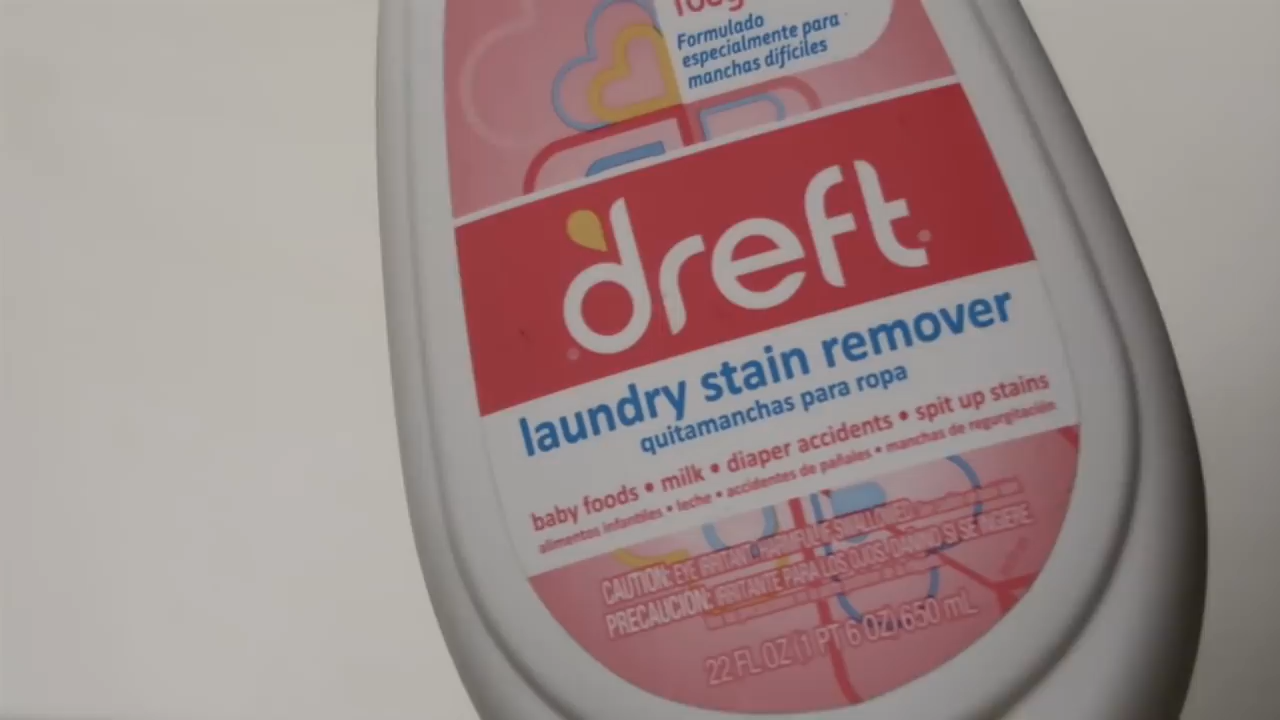 Formulado
especialmente para
manchas difíciles
dreft
laundry stain remover
quitamanchas para ropa
baby foods • milk • diaper accidents • spit up stains
alimentos infantiles • leche • accidentes de pañales • manchas de regurgitación
CAUTION: EYE IRRITANT. HARMFUL IF SWALLOWED.
PRECAUCIÓN: IRRITANTE PARA LOS OJOS. DAÑINO SI SE INGIERE.
22 FL OZ (1 PT 6 OZ) 650 mL